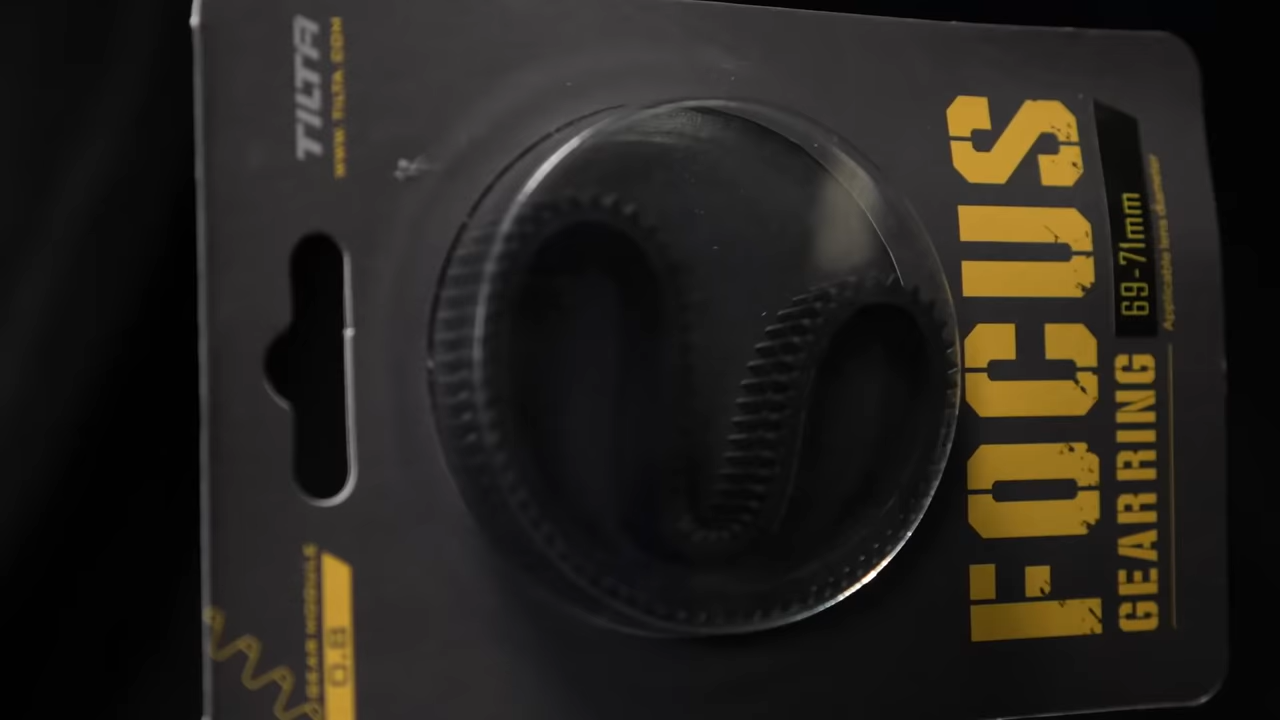 GEAR MODULE
0.8
TILTA
WWW.TILTA.COM
FOCUS
GEAR RING
69-71mm
Applicable lens diameter